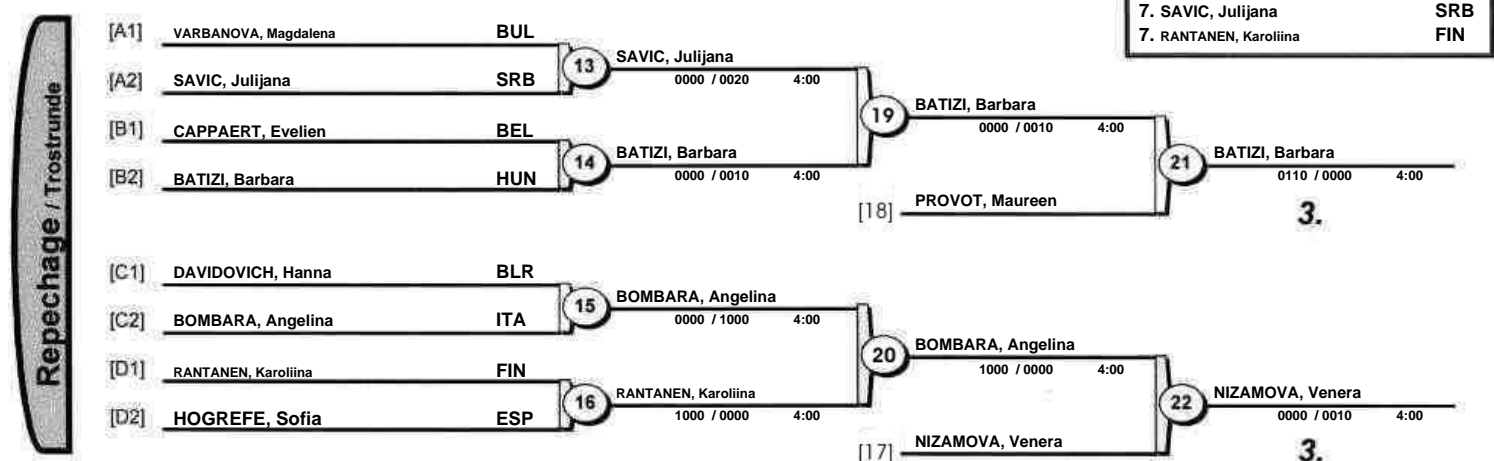 7. SAVIC, Julijana SRB
7. RANTANEN, Karoliina FIN
Repechage / Trostrunde
[A1] VARBANOVA, Magdalena BUL
[A2] SAVIC, Julijana SRB
13 SAVIC, Julijana
0000 / 0020 4:00
[B1] CAPPAERT, Evelien BEL
[B2] BATIZI, Barbara HUN
14 BATIZI, Barbara
0000 / 0010 4:00
19 BATIZI, Barbara
0000 / 0010 4:00
[18] PROVOT, Maureen
21 BATIZI, Barbara
0110 / 0000 4:00
3.
[C1] DAVIDOVICH, Hanna BLR
[C2] BOMBARA, Angelina ITA
15 BOMBARA, Angelina
0000 / 1000 4:00
[D1] RANTANEN, Karoliina FIN
[D2] HOGREFE, Sofia ESP
16 RANTANEN, Karoliina
1000 / 0000 4:00
20 BOMBARA, Angelina
1000 / 0000 4:00
[17] NIZAMOVA, Venera
22 NIZAMOVA, Venera
0000 / 0010 4:00
3.